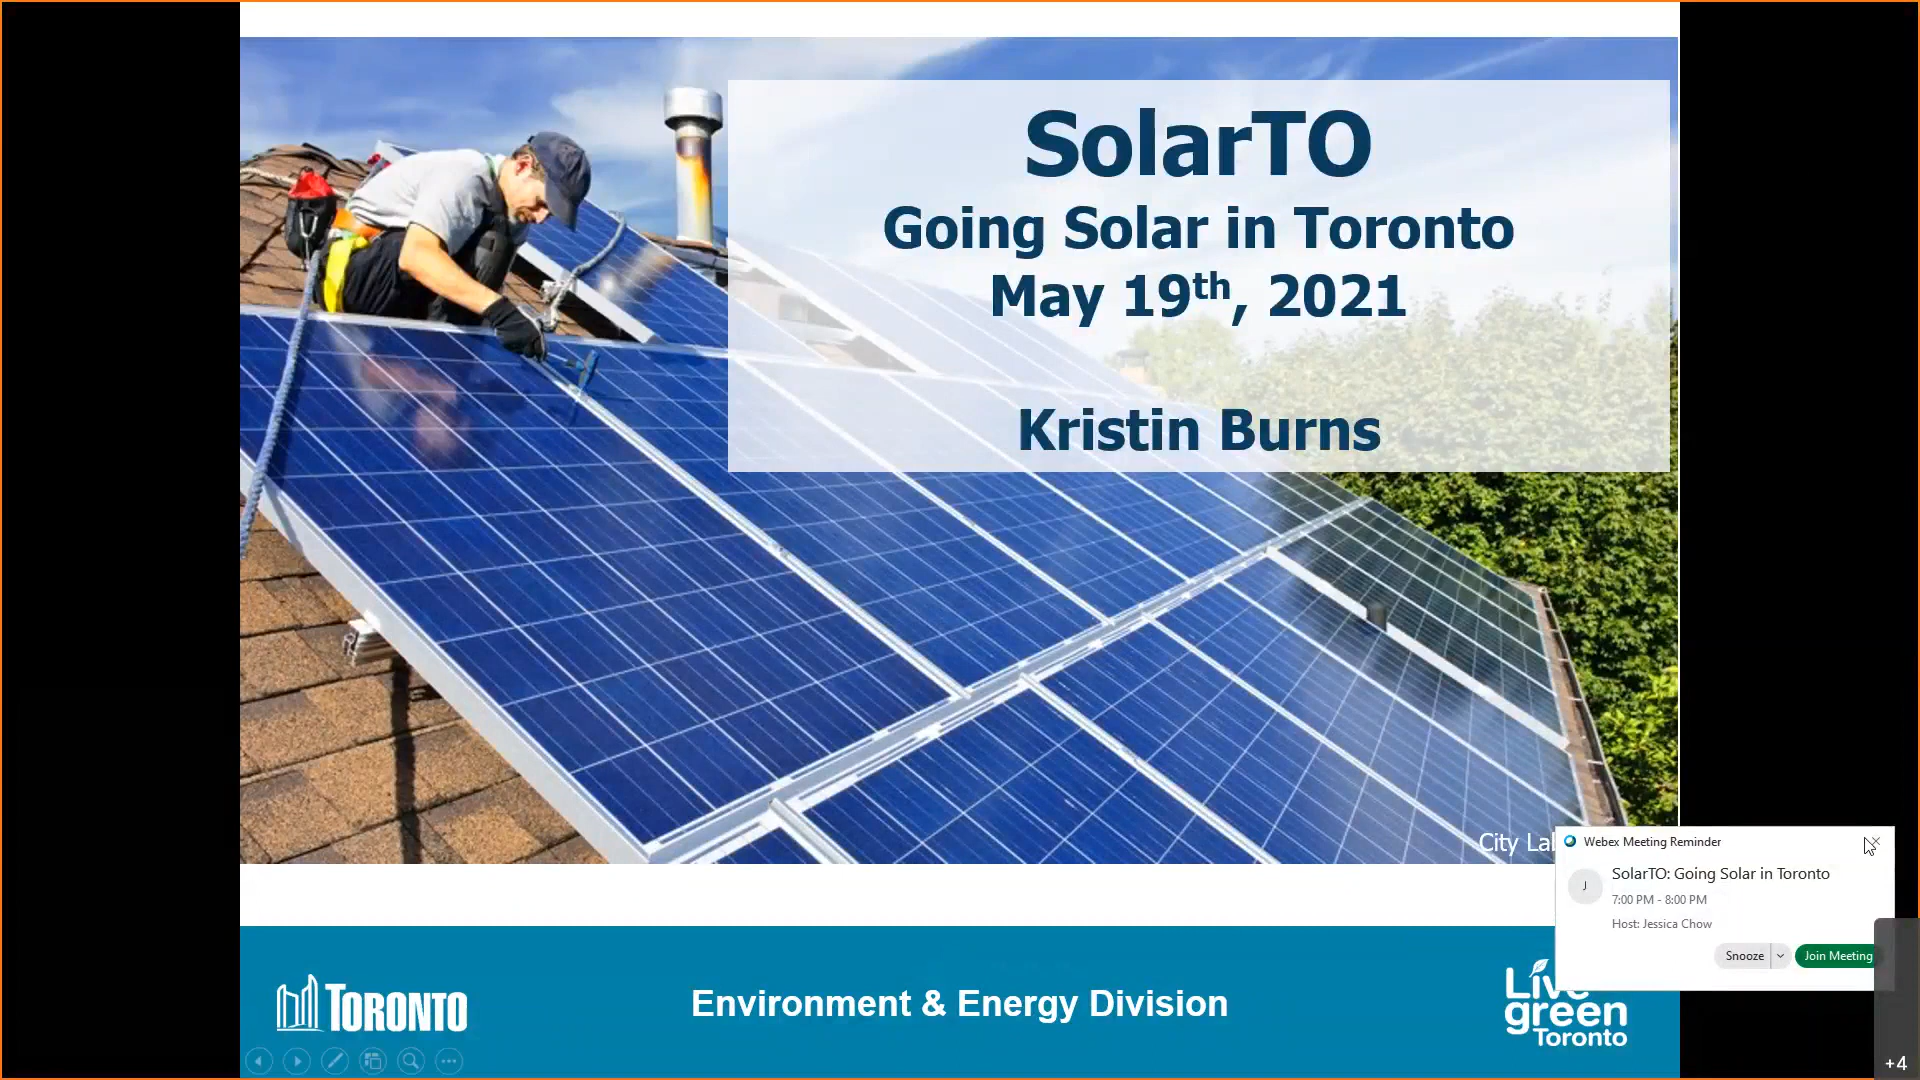 SolarTO
Going Solar in Toronto
May 19th, 2021
Kristin Burns
City
Webex Meeting Reminder
J
SolarTO: Going Solar in Toronto
7:00 PM - 8:00 PM
Host: Jessica Chow
Snooze
Join Meeting
TORONTO
Environment & Energy Division
Live
green
Toronto
+4